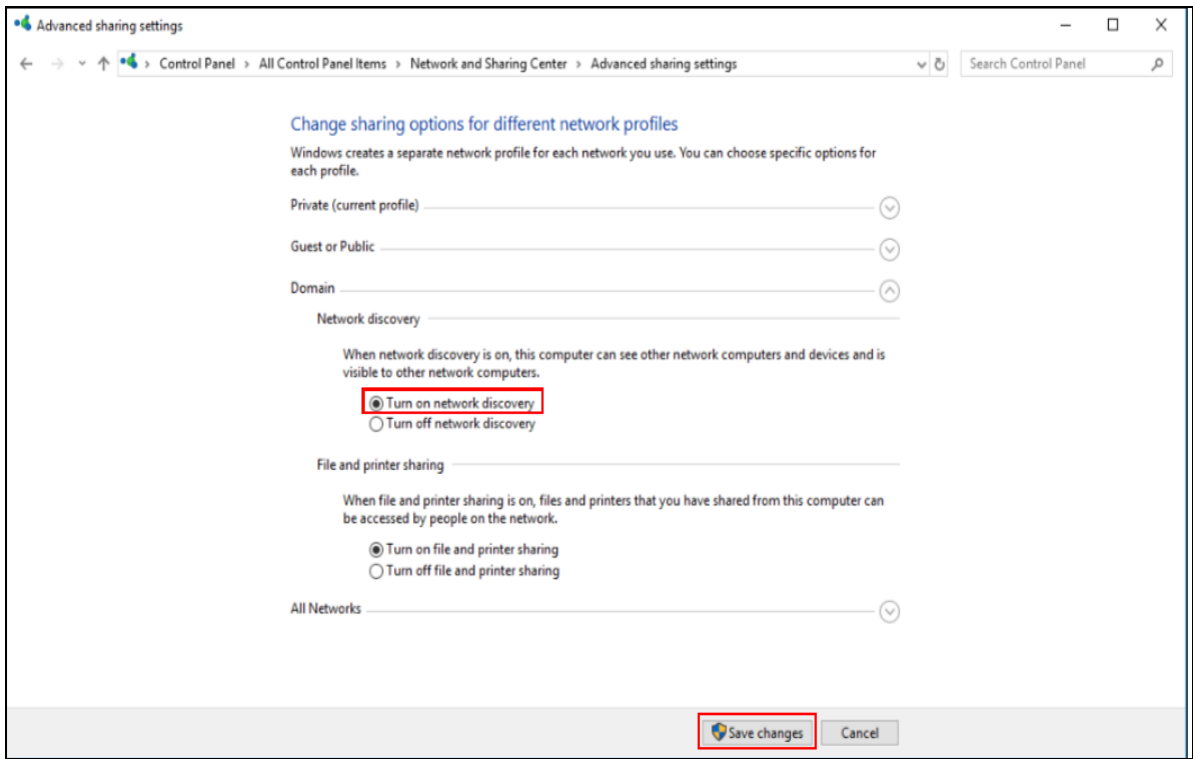 Advanced sharing settings
Control Panel › All Control Panel Items › Network and Sharing Center › Advanced sharing settings
Search Control Panel
Change sharing options for different network profiles
Windows creates a separate network profile for each network you use. You can choose specific options for
each profile.
Private (current profile)
Guest or Public
Domain
Network discovery
When network discovery is on, this computer can see other network computers and devices and is
visible to other network computers.
Turn on network discovery
Turn off network discovery
File and printer sharing
When file and printer sharing is on, files and printers that you have shared from this computer can
be accessed by people on the network.
Turn on file and printer sharing
Turn off file and printer sharing
All Networks
Save changes
Cancel